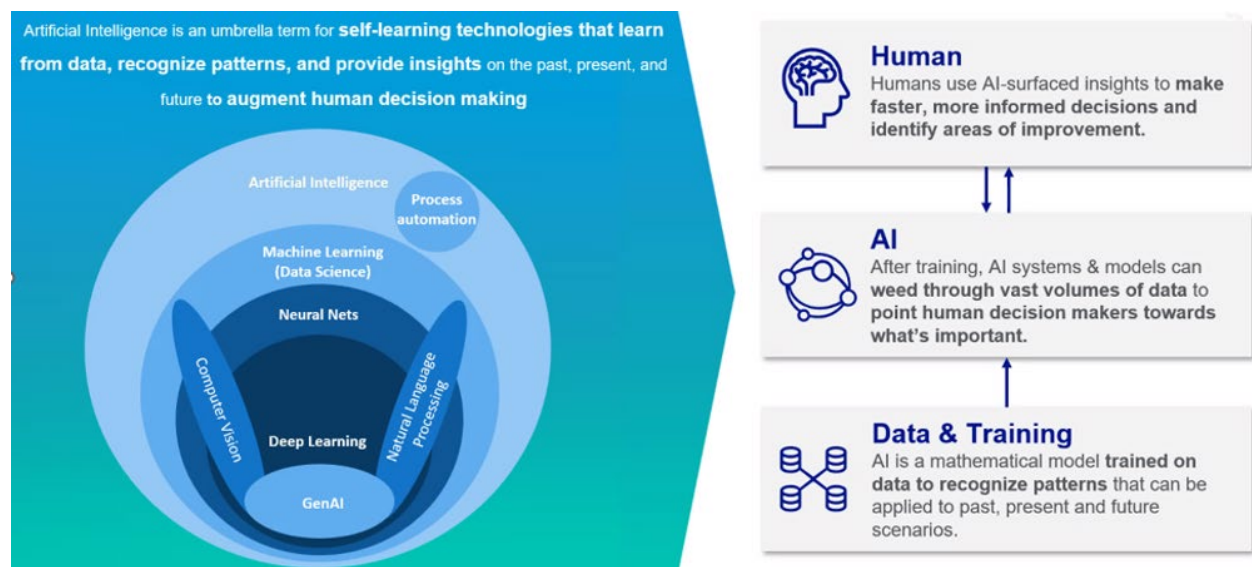 Artificial Intelligence is an umbrella term for self-learning technologies that learn
from data, recognize patterns, and provide insights on the past, present, and
future to augment human decision making
Artificial Intelligence
Process
automation
Machine Learning
(Data Science)
Neural Nets
Computer Vision
Natural Language
Processing
Deep Learning
GenAI
Human
Humans use AI-surfaced insights to make
faster, more informed decisions and
identify areas of improvement.
AI
After training, AI systems & models can
weed through vast volumes of data to
point human decision makers towards
what's important.
Data & Training
AI is a mathematical model trained on
data to recognize patterns that can be
applied to past, present and future
scenarios.